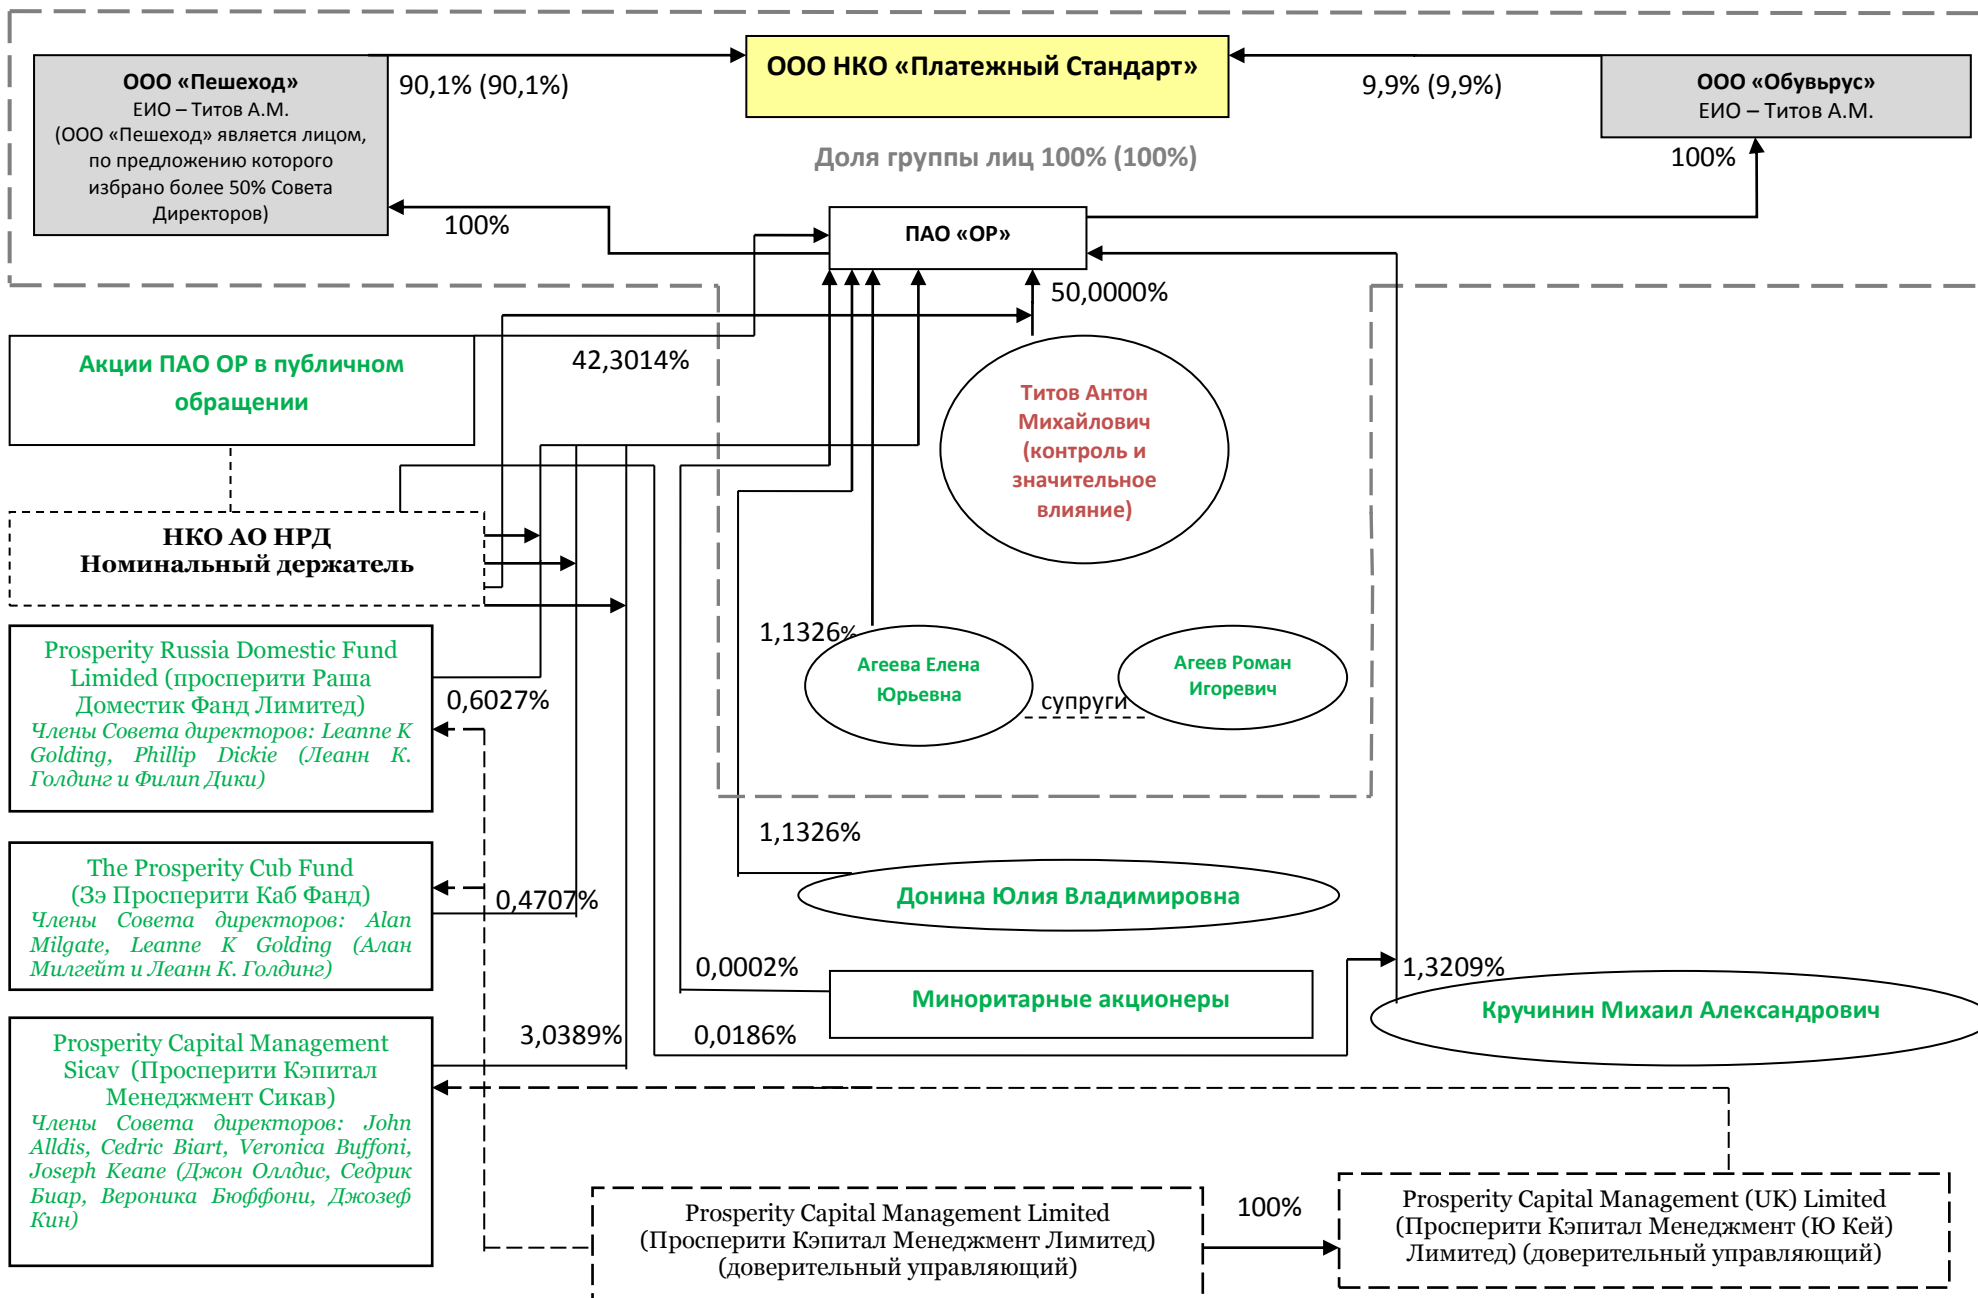 ООО «Пешеход»
ЕИО – Титов А.М.
(ООО «Пешеход» является лицом,
по предложению которого
избрано более 50% Совета
Директоров)
90,1% (90,1%)
ООО НКО «Платежный Стандарт»
9,9% (9,9%)
ООО «Обувьрус»
ЕИО – Титов А.М.
Доля группы лиц 100% (100%)
100%
100%
ПАО «ОР»
50,0000%
Акции ПАО ОР в публичном
обращении
42,3014%
Титов Антон
Михайлович
(контроль и
значительное
влияние)
НКО АО НРД
Номинальный держатель
1,1326%
Агеева Елена
Юрьевна
супруги
Агеев Роман
Игоревич
Prosperity Russia Domestic Fund
Limided (просперити Раша
Доместик Фанд Лимитед)
Члены Совета директоров: Leanne K
Golding, Phillip Dickie (Леанн К.
Голдинг и Филип Дики)
0,6027%
1,1326%
Донина Юлия Владимировна
The Prosperity Cub Fund
(Зэ Просперити Каб Фанд)
Члены Совета директоров: Alan
Milgate, Leanne K Golding (Алан
Милгейт и Леанн К. Голдинг)
0,4707%
0,0002%
Миноритарные акционеры
1,3209%
Кручинин Михаил Александрович
3,0389%
0,0186%
Prosperity Capital Management
Sicav (Просперити Кэпитал
Менеджмент Сикав)
Члены Совета директоров: John
Alldis, Cedric Biart, Veronica Buffoni,
Joseph Keane (Джон Оллдис, Седрик
Биар, Вероника Бюффони, Джозеф
Кин)
Prosperity Capital Management Limited
(Просперити Кэпитал Менеджмент Лимитед)
(доверительный управляющий)
100%
Prosperity Capital Management (UK) Limited
(Просперити Кэпитал Менеджмент (Ю Кей)
Лимитед) (доверительный управляющий)